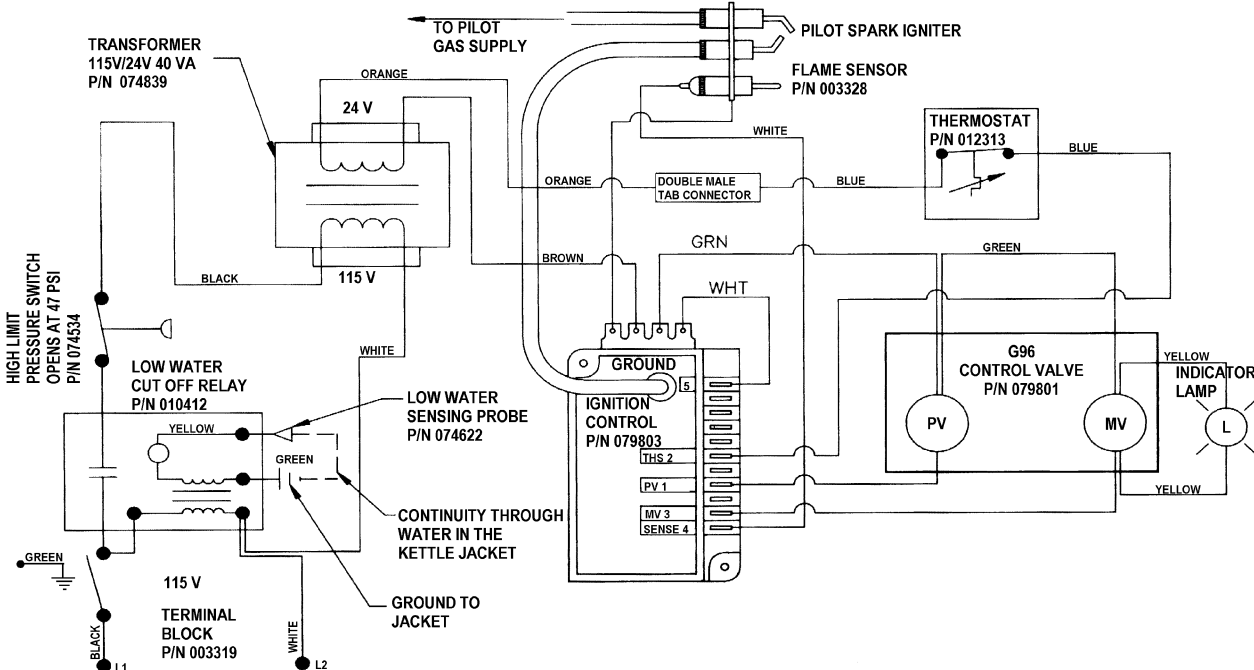 TO PILOT
GAS SUPPLY
PILOT SPARK IGNITER
TRANSFORMER
115V/24V 40 VA
P/N 074839
ORANGE
FLAME SENSOR
P/N 003328
24 V
WHITE
THERMOSTAT
P/N 012313
BLUE
ORANGE
DOUBLE MALE
TAB CONNECTOR
BLUE
GRN
GREEN
BROWN
BLACK
115 V
WHT
HIGH LIMIT
PRESSURE SWITCH
OPENS AT 47 PSI
P/N 074534
WHITE
LOW WATER
CUT OFF RELAY
P/N 010412
GROUND
5
IGNITION
CONTROL
P/N 079803
G96
CONTROL VALVE
P/N 079801
YELLOW
INDICATOR
LAMP
LOW WATER
SENSING PROBE
P/N 074622
YELLOW
PV
MV
L
GREEN
THS 2
PV 1
YELLOW
MV 3
SENSE 4
CONTINUITY THROUGH
WATER IN THE
KETTLE JACKET
GREEN
115 V
GROUND TO
JACKET
TERMINAL
BLOCK
P/N 003319
BLACK
WHITE
L1
L2